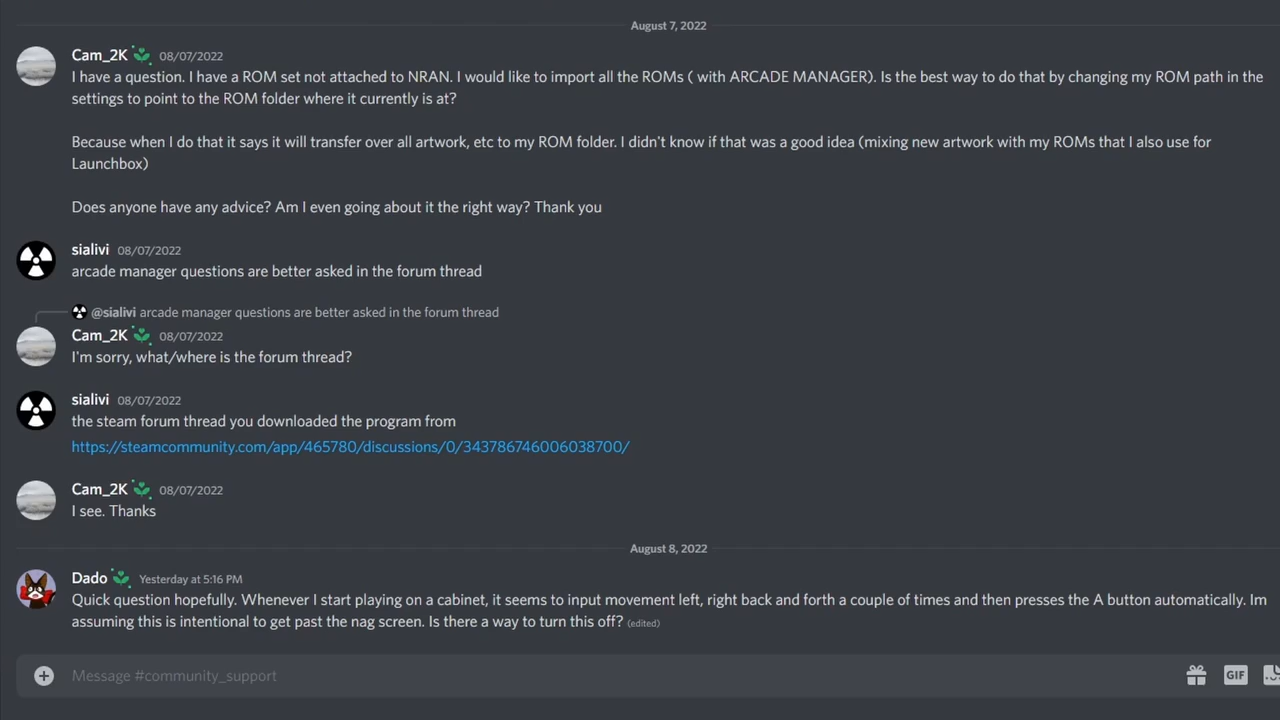 August 7, 2022
Cam_2K 08/07/2022
I have a question. I have a ROM set not attached to NRAN. I would like to import all the ROMs ( with ARCADE MANAGER). Is the best way to do that by changing my ROM path in the
settings to point to the ROM folder where it currently is at?
Because when I do that it says it will transfer over all artwork, etc to my ROM folder. I didn't know if that was a good idea (mixing new artwork with my ROMs that I also use for
Launchbox)
Does anyone have any advice? Am I even going about it the right way? Thank you
sialivi 08/07/2022
arcade manager questions are better asked in the forum thread
@sialivi arcade manager questions are better asked in the forum thread
Cam_2K 08/07/2022
I'm sorry, what/where is the forum thread?
sialivi 08/07/2022
the steam forum thread you downloaded the program from
https://steamcommunity.com/app/465780/discussions/0/343786746006038700/
Cam_2K 08/07/2022
I see. Thanks
August 8, 2022
Dado Yesterday at 5:16 PM
Quick question hopefully. Whenever I start playing on a cabinet, it seems to input movement left, right back and forth a couple of times and then presses the A button automatically. Im
assuming this is intentional to get past the nag screen. Is there a way to turn this off? (edited)
Message #community_support
GIF